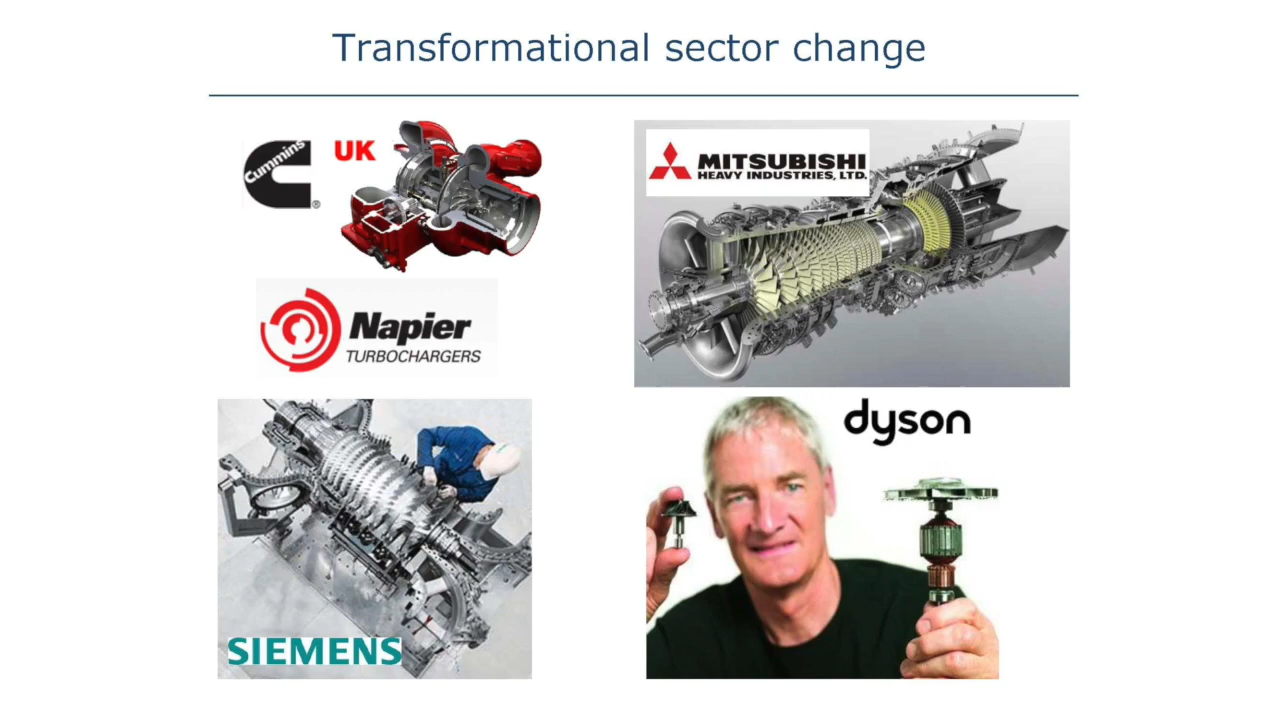 Transformational sector change
Cummins
UK
®
MITSUBISHI
HEAVY INDUSTRIES, LTD.
Napier
TURBOCHARGERS
dyson
SIEMENS